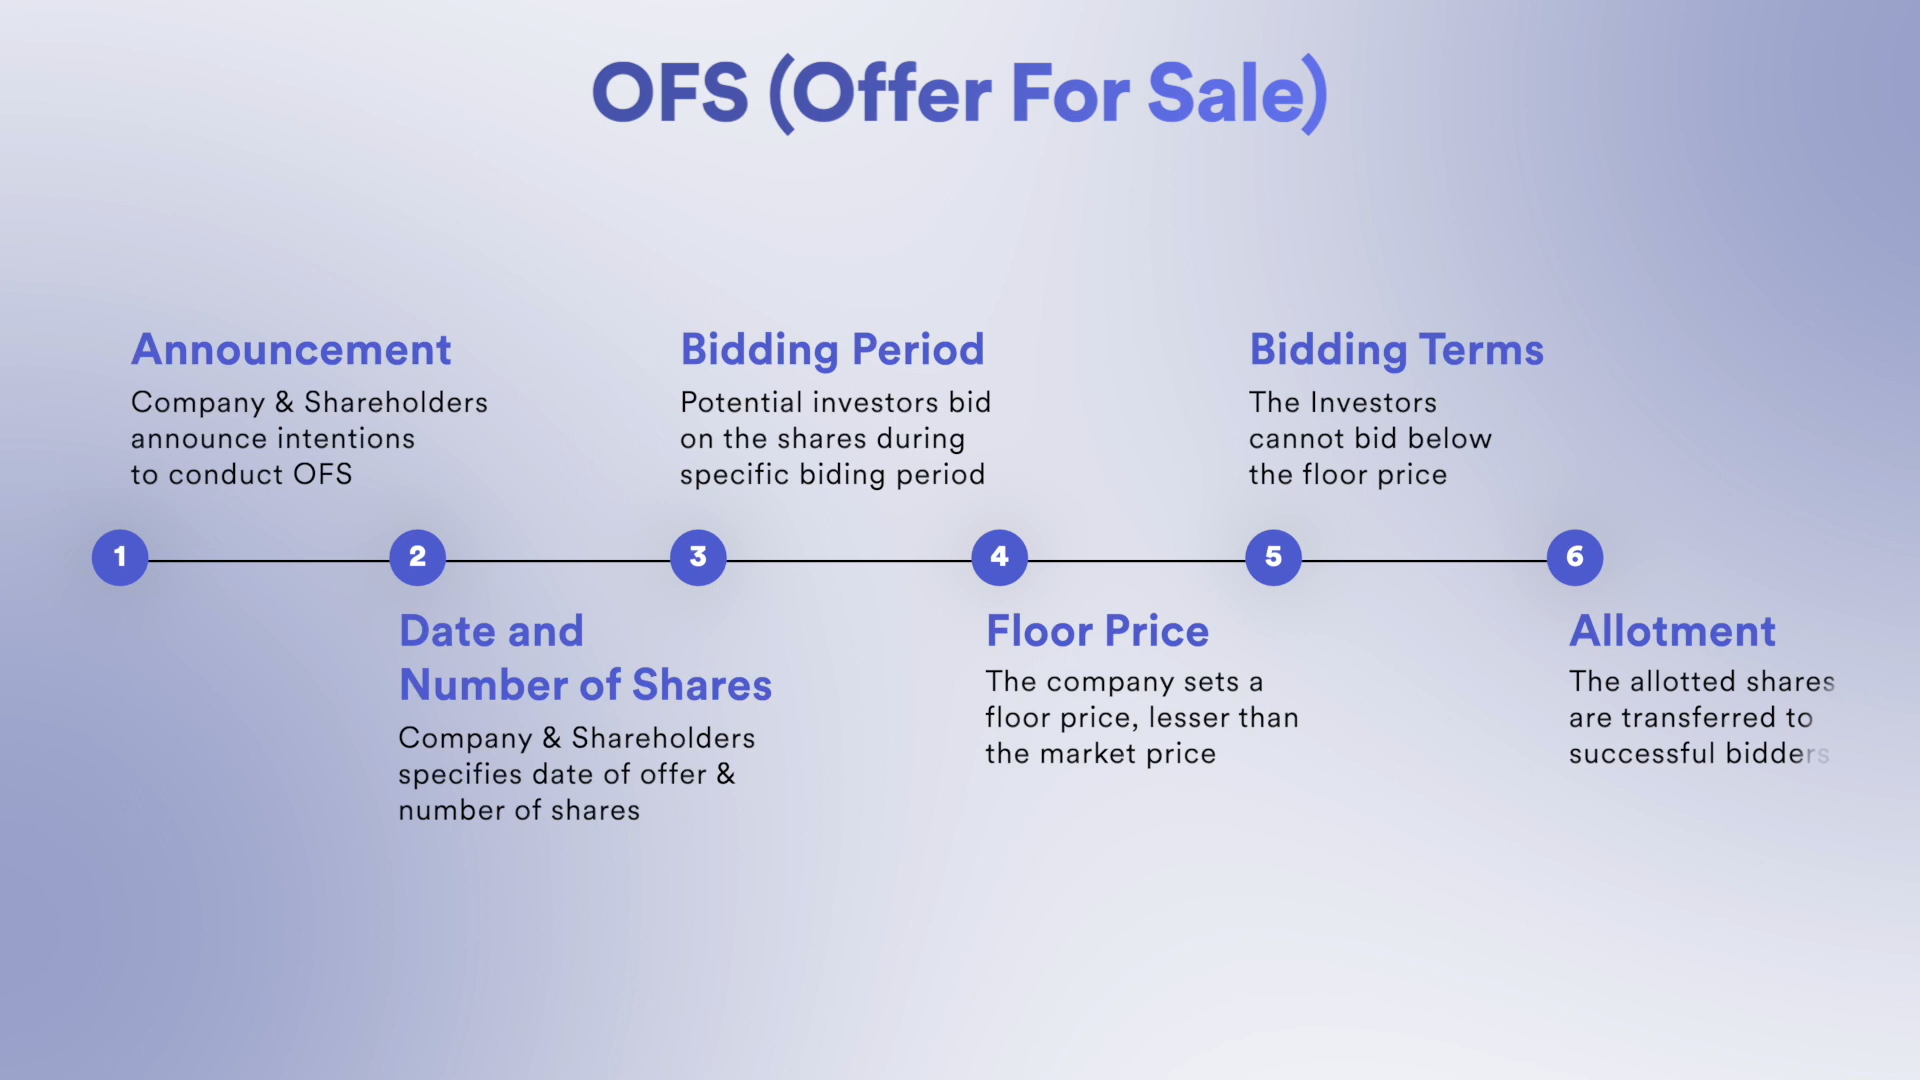 OFS (Offer For Sale)
Announcement
Company & Shareholders
announce intentions
to conduct OFS
Bidding Period
Potential investors bid
on the shares during
specific biding period
Bidding Terms
The Investors
cannot bid below
the floor price
1
2
3
4
5
6
Date and
Number of Shares
Company & Shareholders
specifies date of offer &
number of shares
Floor Price
The company sets a
floor price, lesser than
the market price
Allotment
The allotted shares
are transferred to
successful bidders